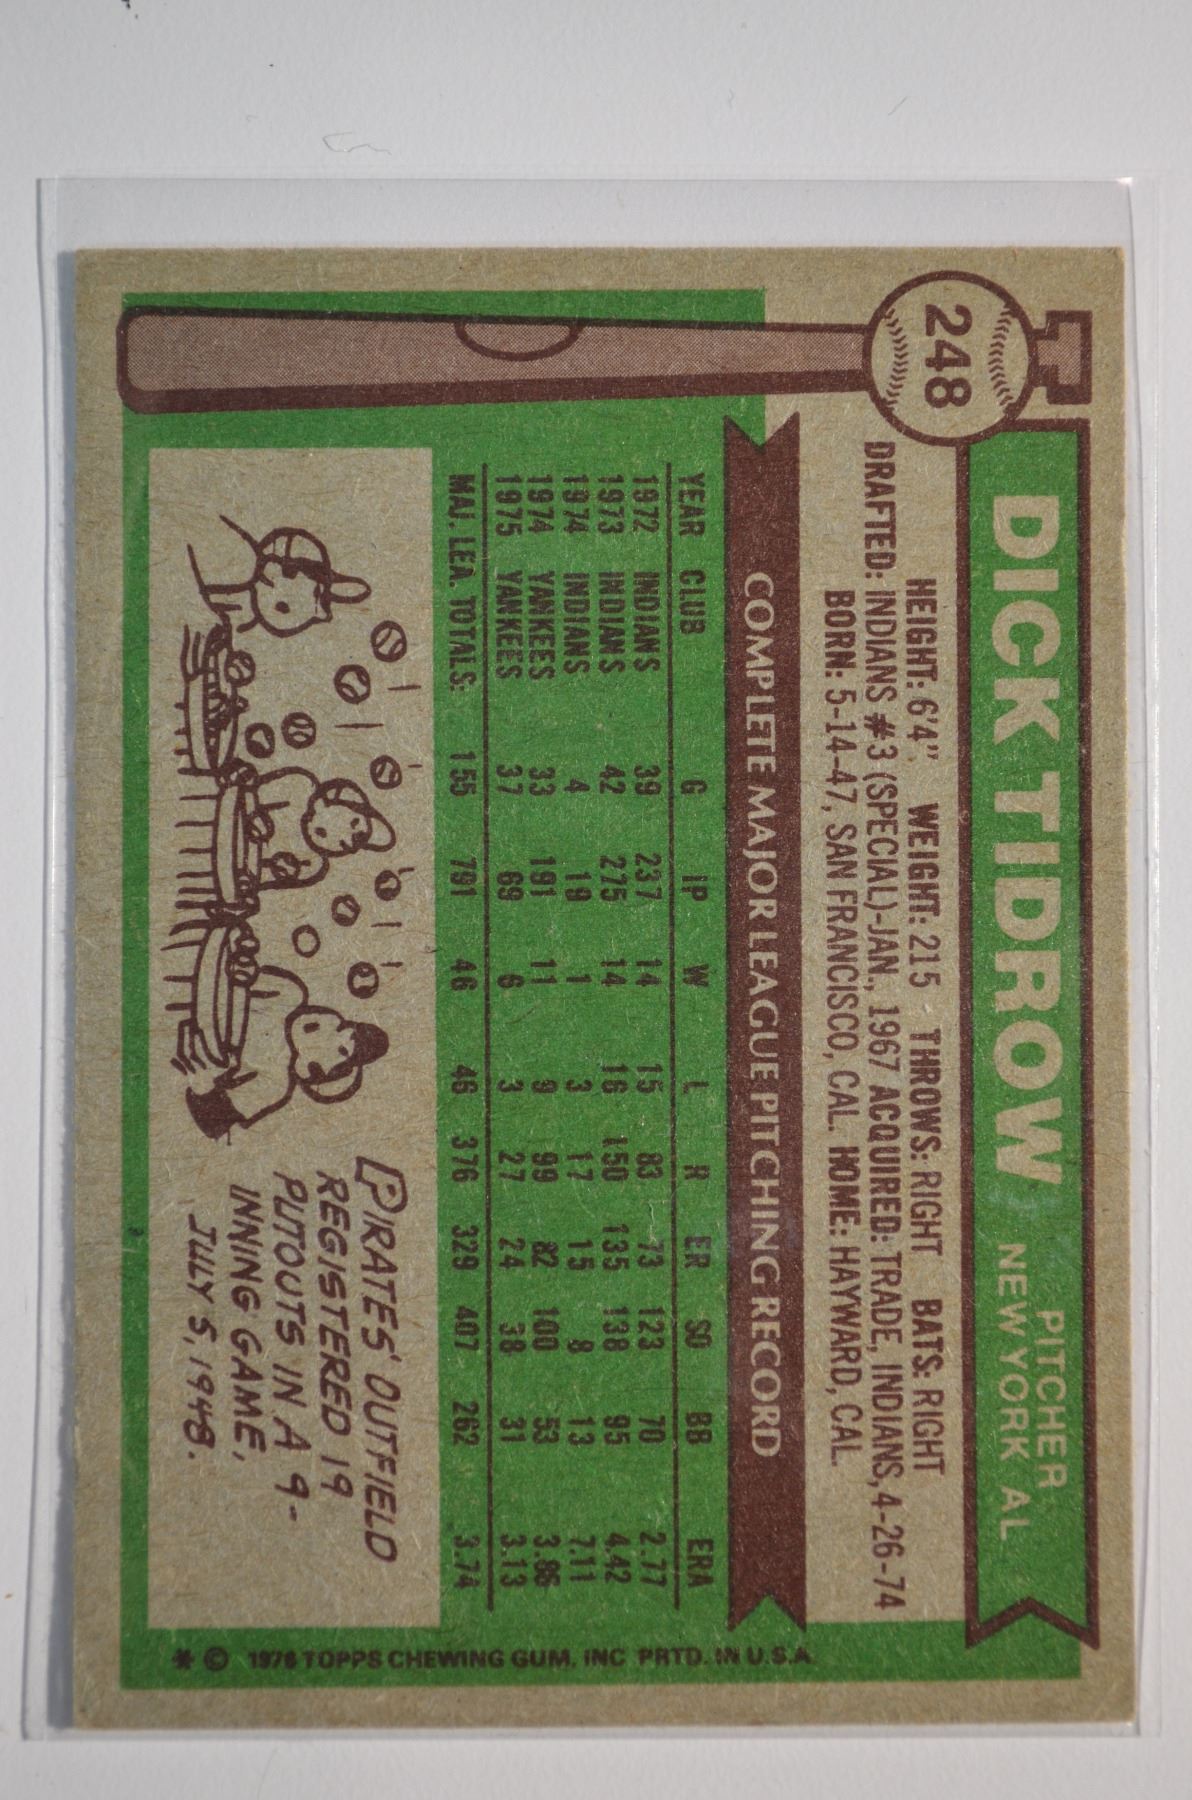 248
DICK TIDROW
PITCHER
NEW YORK AL
HEIGHT: 6'4" WEIGHT: 215 THROWS: RIGHT BATS: RIGHT
DRAFTED: INDIANS #3 (SPECIAL)-JAN., 1967 ACQUIRED: TRADE, INDIANS, 4-26-74
BORN: 5-14-47, SAN FRANCISCO, CAL. HOME: HAYWARD, CAL.
COMPLETE MAJOR LEAGUE PITCHING RECORD
YEAR CLUB G IP W L R ER SO BB ERA
1972 INDIANS 39 237 14 15 83 73 123 70 2.77
1973 INDIANS 42 275 14 16 150 135 138 95 4.42
1974 INDIANS 4 19 1 3 17 15 8 13 7.11
1974 YANKEES 33 191 11 9 99 82 100 53 3.86
1975 YANKEES 37 69 6 3 27 24 38 31 3.13
MAJ. LEA. TOTALS: 155 791 46 46 376 329 407 262 3.74
PIRATES' OUTFIELD
REGISTERED 19
PUTOUTS IN A 9-
INNING GAME,
JULY 5, 1948.
* © 1976 TOPPS CHEWING GUM, INC PRTD. IN U.S.A.